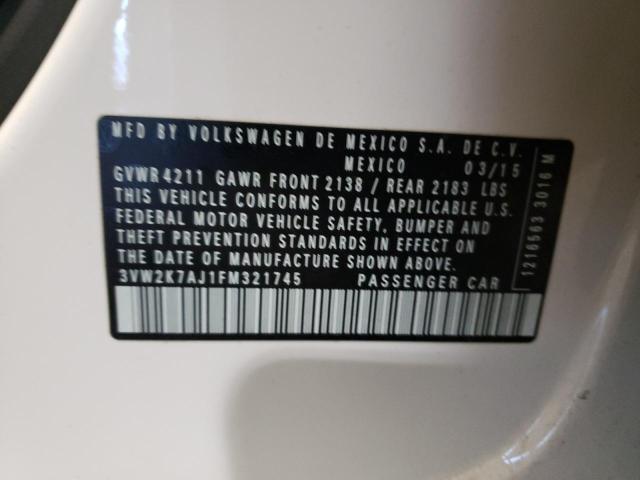 MFD BY VOLKSWAGEN DE MEXICO S.A. DE C.V.
MEXICO 03/15
GVWR 4211 GAWR FRONT 2138 / REAR 2183 LBS
THIS VEHICLE CONFORMS TO ALL APPLICABLE U.S.
FEDERAL MOTOR VEHICLE SAFETY, BUMPER AND
THEFT PREVENTION STANDARDS IN EFFECT ON
THE DATE OF MANUFACTURE SHOWN ABOVE.
3VW2K7AJ1FM321745 PASSENGER CAR
1216563 3016 M